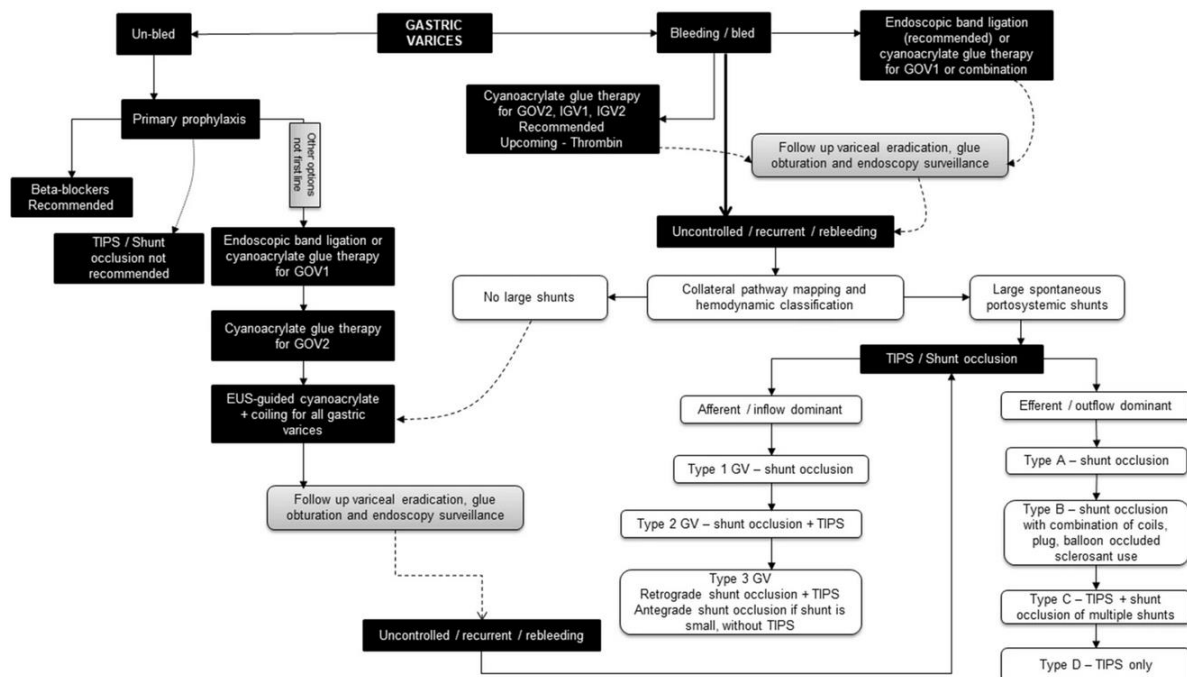 GASTRIC
VARICES
Un-bled
Bleeding / bled
Endoscopic band ligation
(recommended) or
cyanoacrylate glue therapy
for GOV1 or combination
Primary prophylaxis
Cyanoacrylate glue therapy
for GOV2, IGV1, IGV2
Recommended
Upcoming - Thrombin
Other options
not first line
Follow up variceal eradication, glue
obturation and endoscopy surveillance
Beta-blockers
Recommended
TIPS / Shunt
occlusion not
recommended
Endoscopic band ligation or
cyanoacrylate glue therapy
for GOV1
Uncontrolled / recurrent / rebleeding
No large shunts
Collateral pathway mapping and
hemodynamic classification
Large spontaneous
portosystemic shunts
Cyanoacrylate glue therapy
for GOV2
TIPS / Shunt occlusion
EUS-guided cyanoacrylate
+ coiling for all gastric
varices
Afferent / inflow dominant
Efferent / outflow dominant
Type 1 GV – shunt occlusion
Type A – shunt occlusion
Follow up variceal eradication, glue
obturation and endoscopy surveillance
Type 2 GV – shunt occlusion + TIPS
Type B – shunt occlusion
with combination of coils,
plug, balloon occluded
sclerosant use
Type 3 GV
Retrograde shunt occlusion + TIPS
Antegrade shunt occlusion if shunt is
small, without TIPS
Type C – TIPS + shunt
occlusion of multiple shunts
Uncontrolled / recurrent / rebleeding
Type D – TIPS only